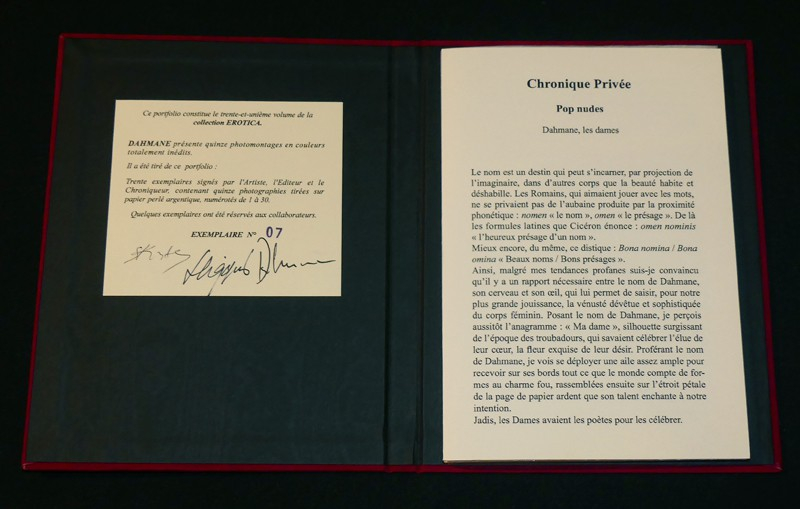 Ce portfolio constitue le trente-et-unième volume de la
collection EROTICA.
DAHMANE présente quinze photomontages en couleurs
totalement inédits.
Il a été tiré de ce portfolio :
Trente exemplaires signés par l'Artiste, l'Editeur et le
Chroniqueur, contenant quinze photographies tirées sur
papier perlé argentique, numérotés de 1 à 30.
Quelques exemplaires ont été réservés aux collaborateurs.
EXEMPLAIRE N° 07
Chronique Privée
Pop nudes
Dahmane, les dames
Le nom est un destin qui peut s'incarner, par projection de
l'imaginaire, dans d'autres corps que la beauté habite et
déshabille. Les Romains, qui aimaient jouer avec les mots,
ne se privaient pas de l'aubaine produite par la proximité
phonétique : nomen « le nom », omen « le présage ». De là
les formules latines que Cicéron énonce : omen nominis
« l'heureux présage d'un nom ».
Mieux encore, du même, ce distique : Bona nomina / Bona
omina « Beaux noms / Bons présages ».
Ainsi, malgré mes tendances profanes suis-je convaincu
qu'il y a un rapport nécessaire entre le nom de Dahmane,
son cerveau et son œil, qui lui permet de saisir, pour notre
plus grande jouissance, la vénusté dévêtue et sophistiquée
du corps féminin. Posant le nom de Dahmane, je perçois
aussitôt l'anagramme : « Ma dame », silhouette surgissant
de l'époque des troubadours, qui savaient célébrer l'élue de
leur cœur, la fleur exquise de leur désir. Proférant le nom
de Dahmane, je vois se déployer une aile assez ample pour
recevoir sur ses bords tout ce que le monde compte de for-
mes au charme fou, rassemblées ensuite sur l'étroit pétale
de la page de papier ardent que son talent enchante à notre
intention.
Jadis, les Dames avaient les poètes pour les célébrer.